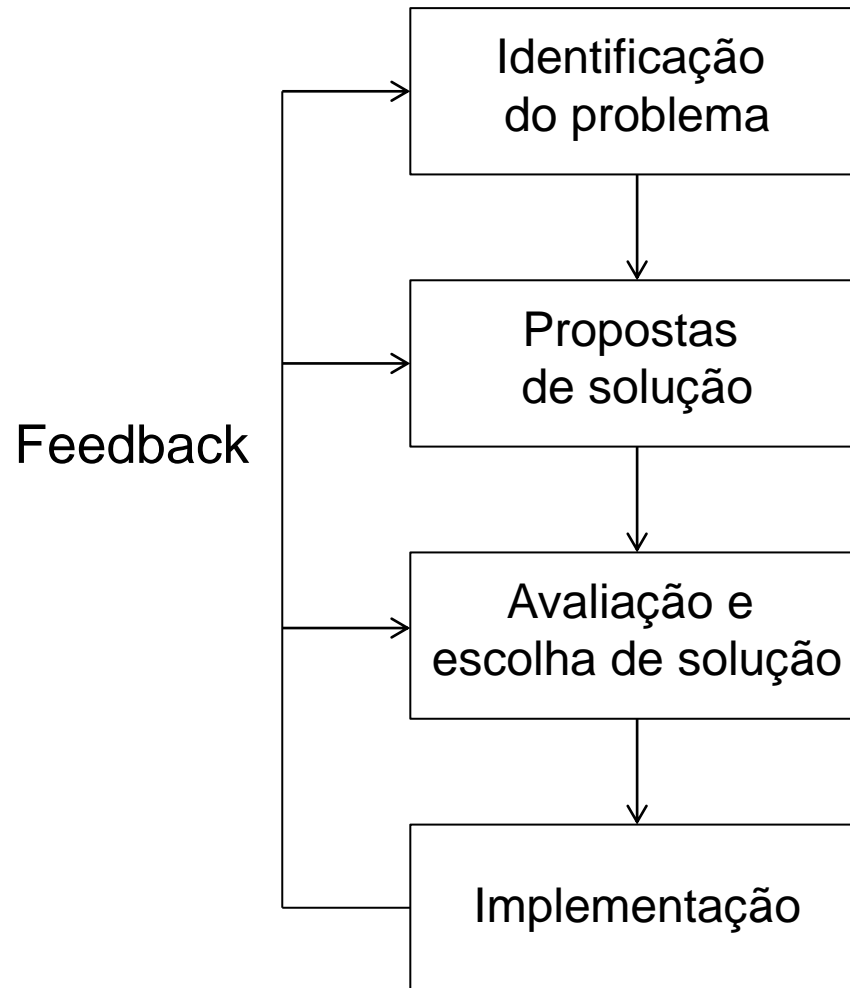 Identificação
do problema
Propostas
de solução
Feedback
Avaliação e
escolha de solução
Implementação